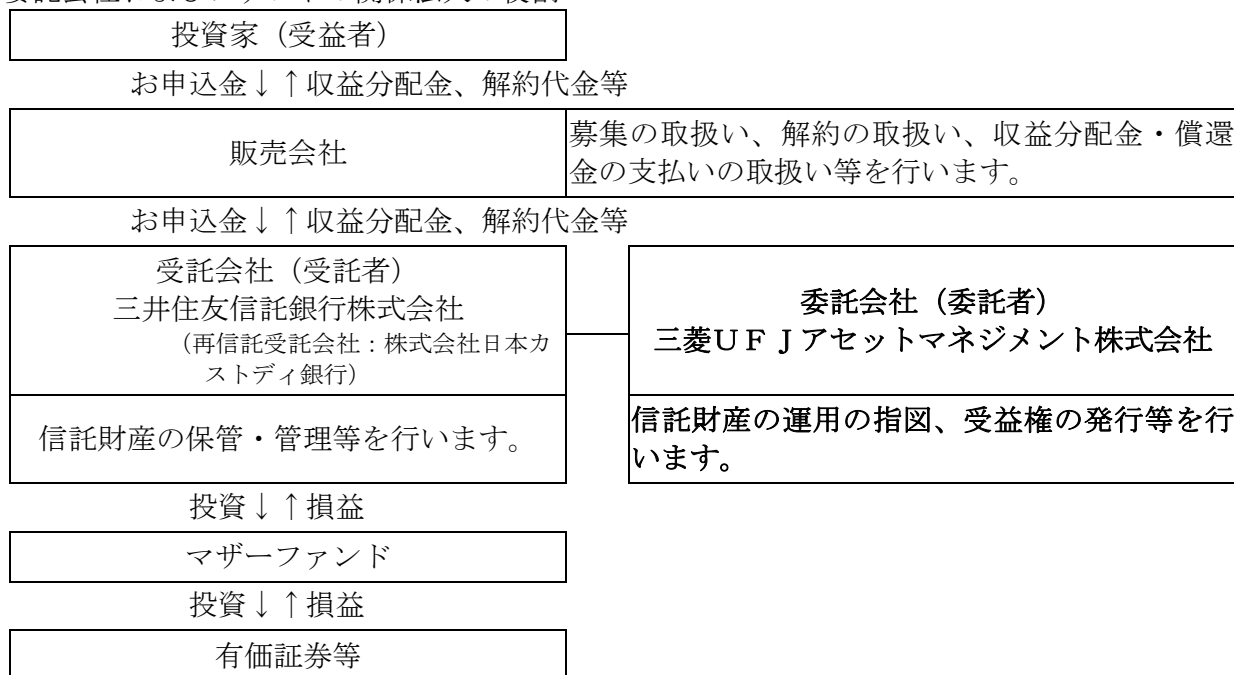 投資家（受益者）
お申込金↓↑収益分配金、解約代金等
販売会社
募集の取扱い、解約の取扱い、収益分配金・償還
金の支払いの取扱い等を行います。
お申込金↓↑収益分配金、解約代金等
受託会社（受託者）
三井住友信託銀行株式会社
（再信託受託会社：株式会社日本カ
ストディ銀行）
委託会社（委託者）
三菱ＵＦＪアセットマネジメント株式会社
信託財産の保管・管理等を行います。
信託財産の運用の指図、受益権の発行等を行
います。
投資↓↑損益
マザーファンド
投資↓↑損益
有価証券等